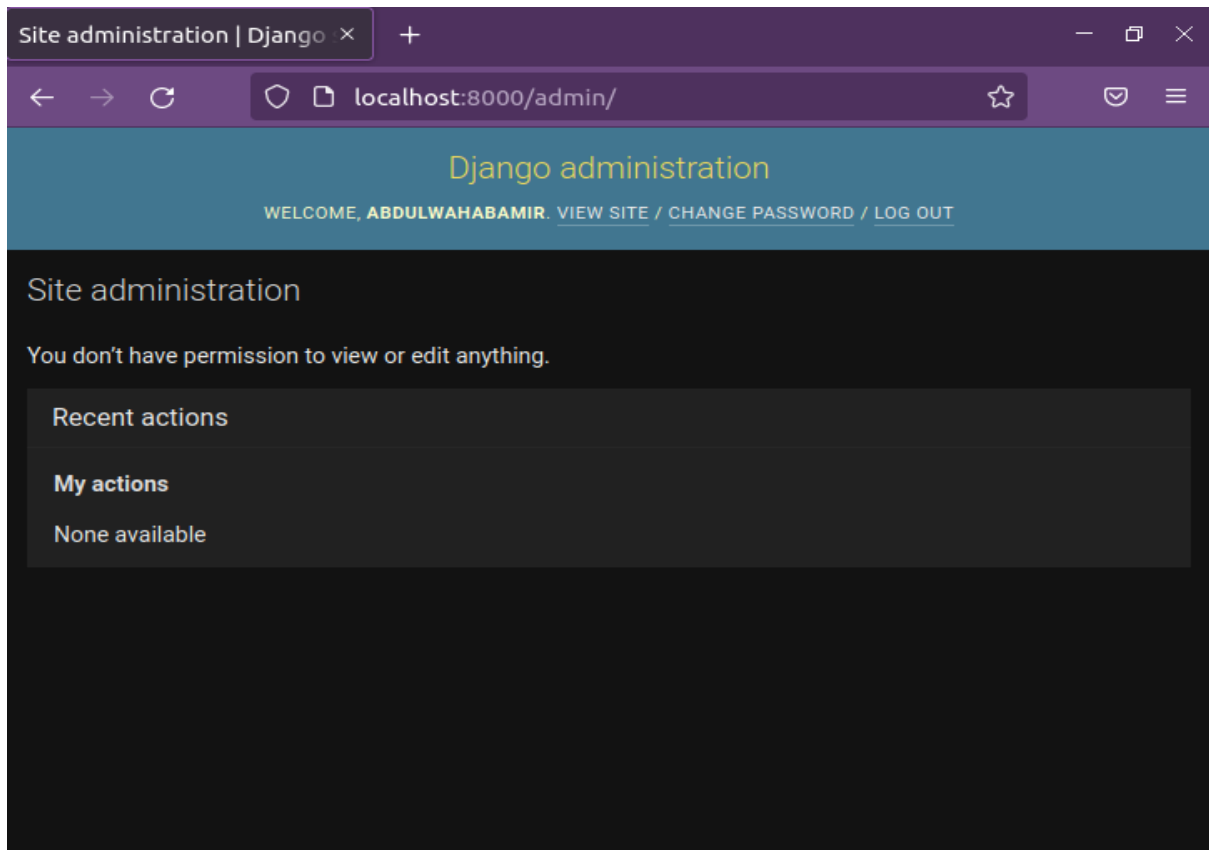 Site administration | Django
localhost:8000/admin/
Django administration
WELCOME, ABDULWAHABAMIR. VIEW SITE / CHANGE PASSWORD / LOG OUT
Site administration
You don’t have permission to view or edit anything.
Recent actions
My actions
None available